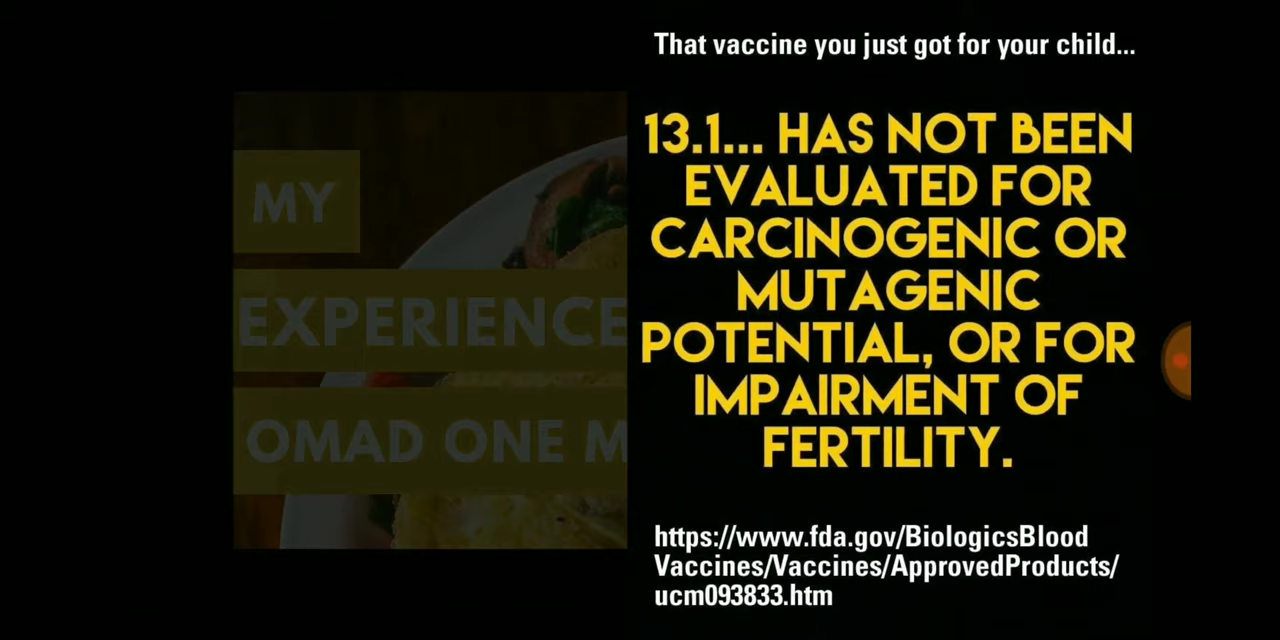 That vaccine you just got for your child...
13.1... HAS NOT BEEN
EVALUATED FOR
CARCINOGENIC OR
MUTAGENIC
POTENTIAL, OR FOR
IMPAIRMENT OF
FERTILITY.
https://www.fda.gov/BiologicsBlood
Vaccines/Vaccines/ApprovedProducts/
ucm093833.htm
MY
EXPERIENCE
OMAD ONE M